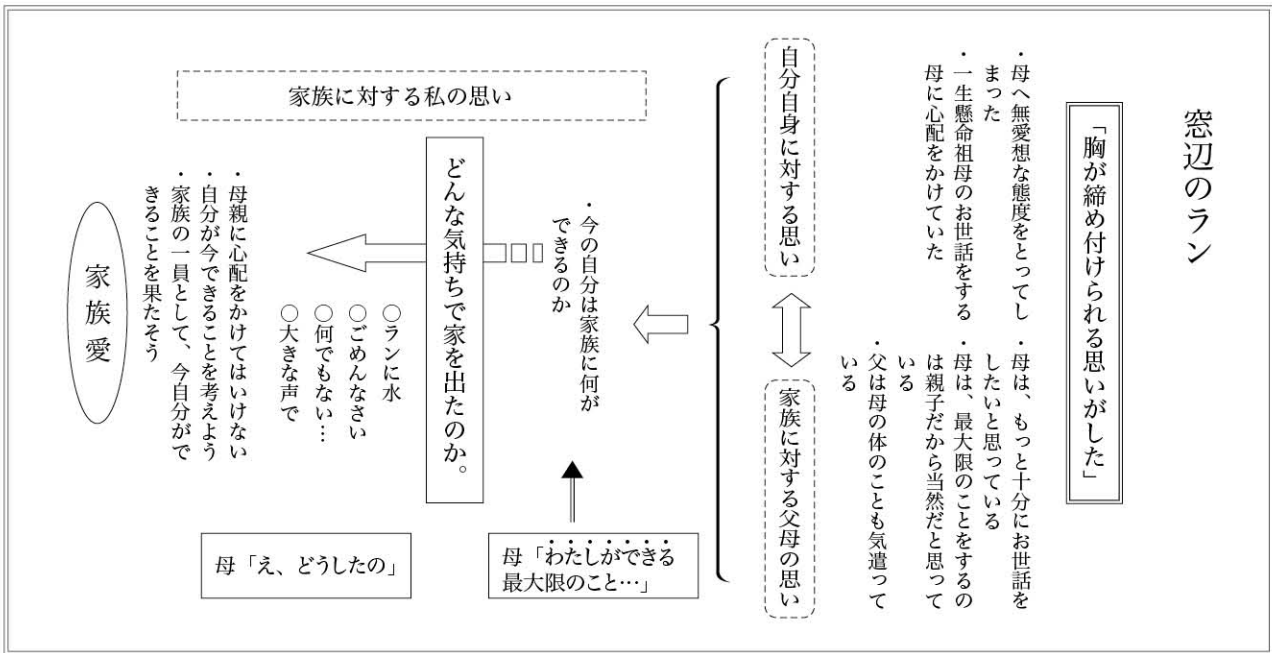 窓辺のラン
「胸が締め付けられる思いがした」
・母へ無愛想な態度をとってし
まった
・一生懸命祖母のお世話をする
母に心配をかけていた
・母は、もっと十分にお世話を
したいと思っている
・母は、最大限のことをするの
は親子だから当然だと思って
いる
・父は母の体のことも気遣って
いる
自分自身に対する思い
家族に対する父母の思い
・今の自分は家族に何が
できるのか
母「わたしができる
最大限のこと…」
どんな気持ちで家を出たのか。
○ランに水
○ごめんなさい
○何でもない…
○大きな声で
母「え、どうしたの」
家族に対する私の思い
・母親に心配をかけてはいけない
・自分が今できることを考えよう
・家族の一員として、今自分がで
きることを果たそう
家族愛